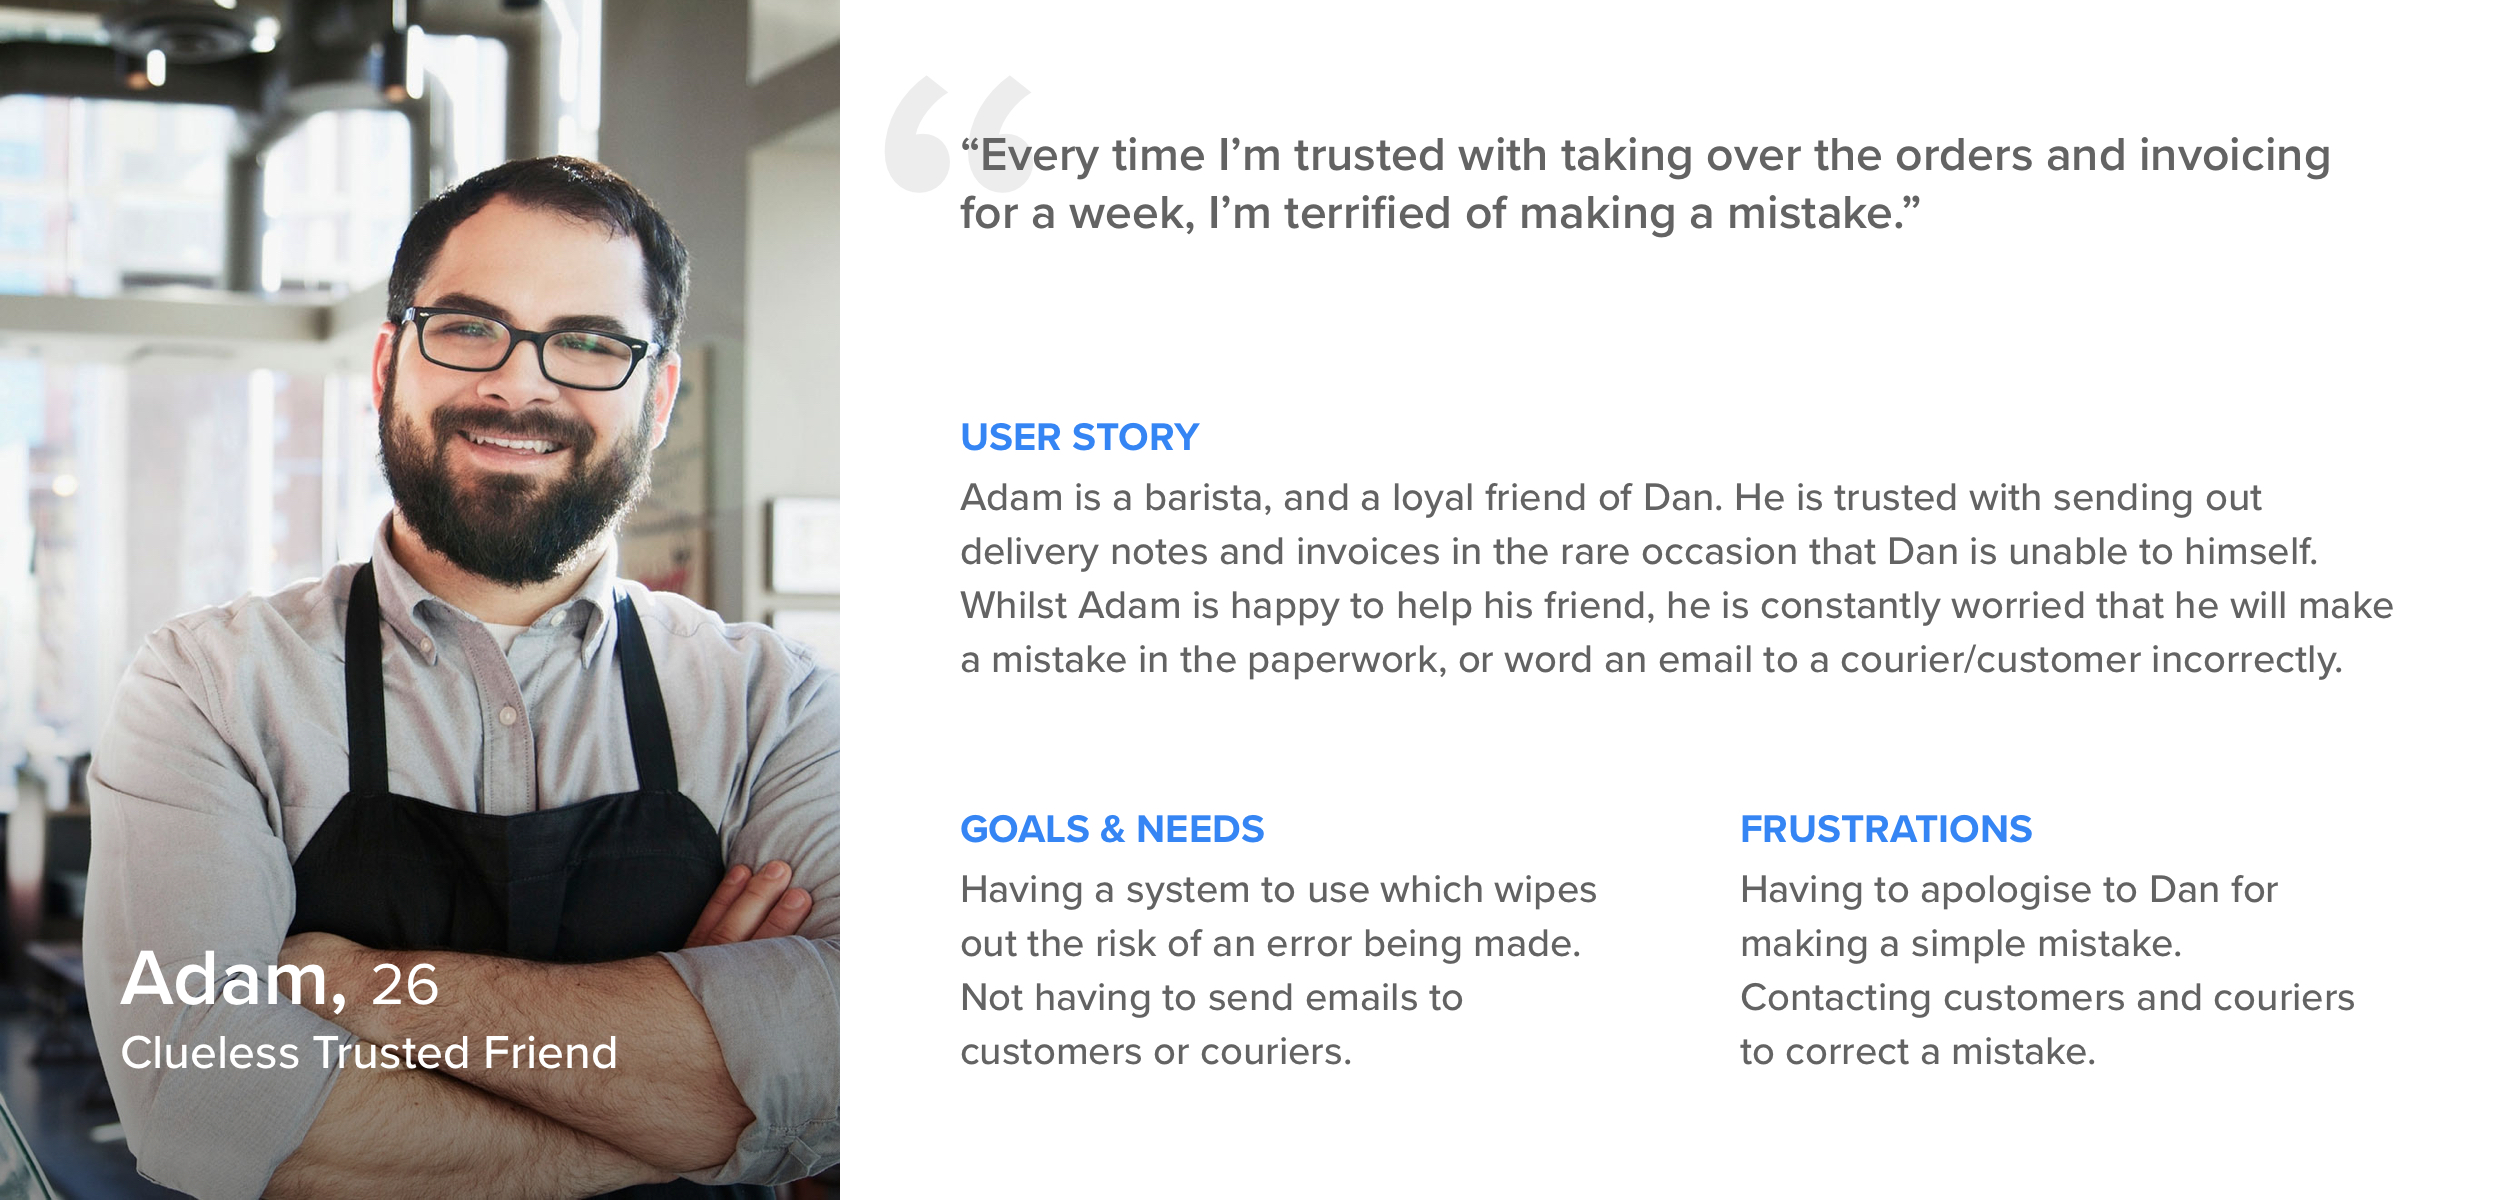 Adam, 26
Clueless Trusted Friend
“Every time I’m trusted with taking over the orders and invoicing
for a week, I’m terrified of making a mistake.”
USER STORY
Adam is a barista, and a loyal friend of Dan. He is trusted with sending out
delivery notes and invoices in the rare occasion that Dan is unable to himself.
Whilst Adam is happy to help his friend, he is constantly worried that he will make
a mistake in the paperwork, or word an email to a courier/customer incorrectly.
GOALS & NEEDS
Having a system to use which wipes
out the risk of an error being made.
Not having to send emails to
customers or couriers.
FRUSTRATIONS
Having to apologise to Dan for
making a simple mistake.
Contacting customers and couriers
to correct a mistake.